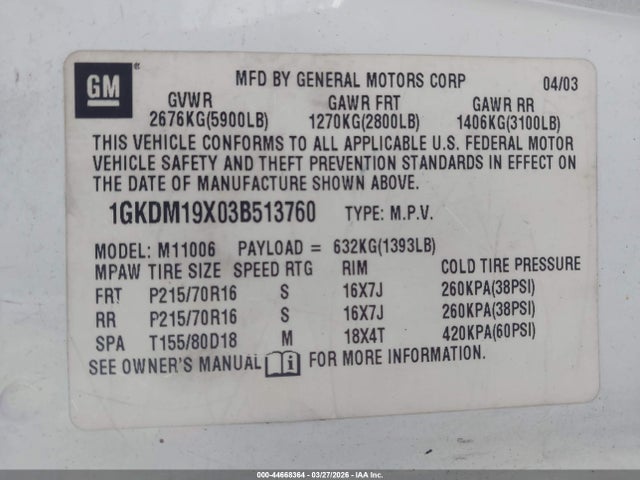 GM
MFD BY GENERAL MOTORS CORP 04/03
GVWR GAWR FRT GAWR RR
2676KG(5900LB) 1270KG(2800LB) 1406KG(3100LB)
THIS VEHICLE CONFORMS TO ALL APPLICABLE U.S. FEDERAL MOTOR
VEHICLE SAFETY AND THEFT PREVENTION STANDARDS IN EFFECT ON
THE DATE OF MANUFACTURE SHOWN ABOVE.
1GKDM19X03B513760 TYPE: M.P.V.
MODEL: M11006 PAYLOAD = 632KG(1393LB)
MPAW TIRE SIZE SPEED RTG RIM COLD TIRE PRESSURE
FRT P215/70R16 S 16X7J 260KPA(38PSI)
RR P215/70R16 S 16X7J 260KPA(38PSI)
SPA T155/80D18 M 18X4T 420KPA(60PSI)
SEE OWNER'S MANUAL FOR MORE INFORMATION.
000-44668364 | 03/27/2026 | IAA Inc.